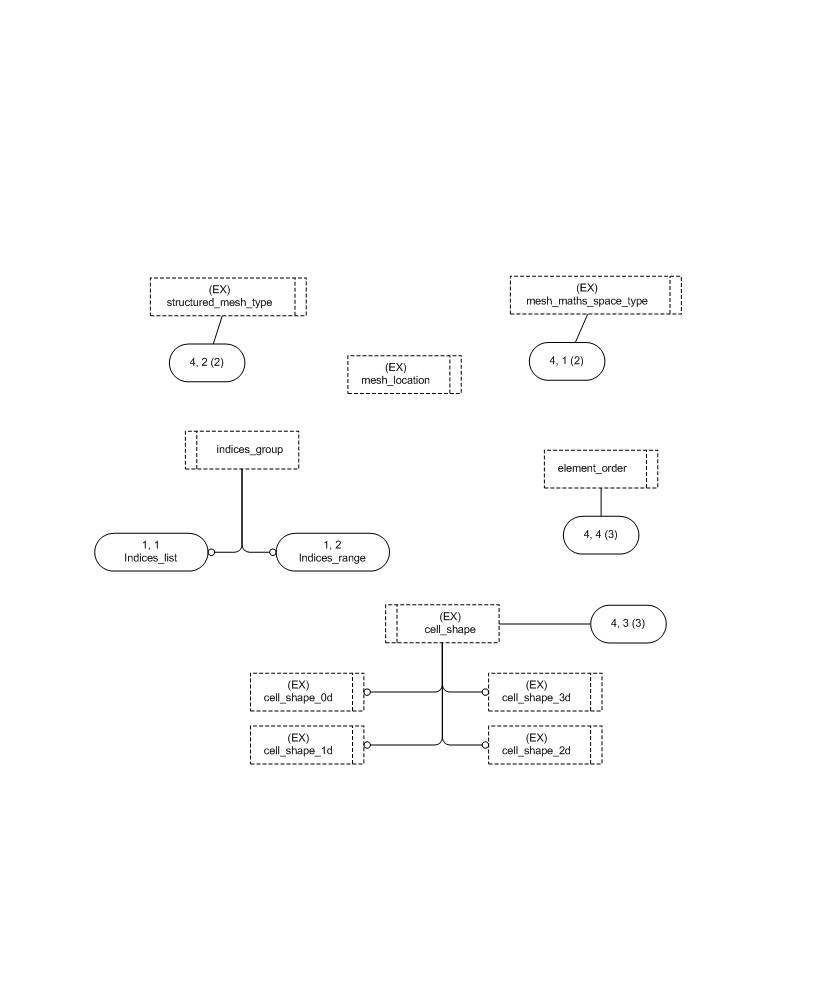 (EX)
structured_mesh_type
(EX)
mesh_maths_space_type
4, 2 (2)
4, 1 (2)
(EX)
mesh_location
indices_group
element_order
4, 4 (3)
1, 1
Indices_list
1, 2
Indices_range
(EX)
cell_shape
4, 3 (3)
(EX)
cell_shape_0d
(EX)
cell_shape_3d
(EX)
cell_shape_1d
(EX)
cell_shape_2d